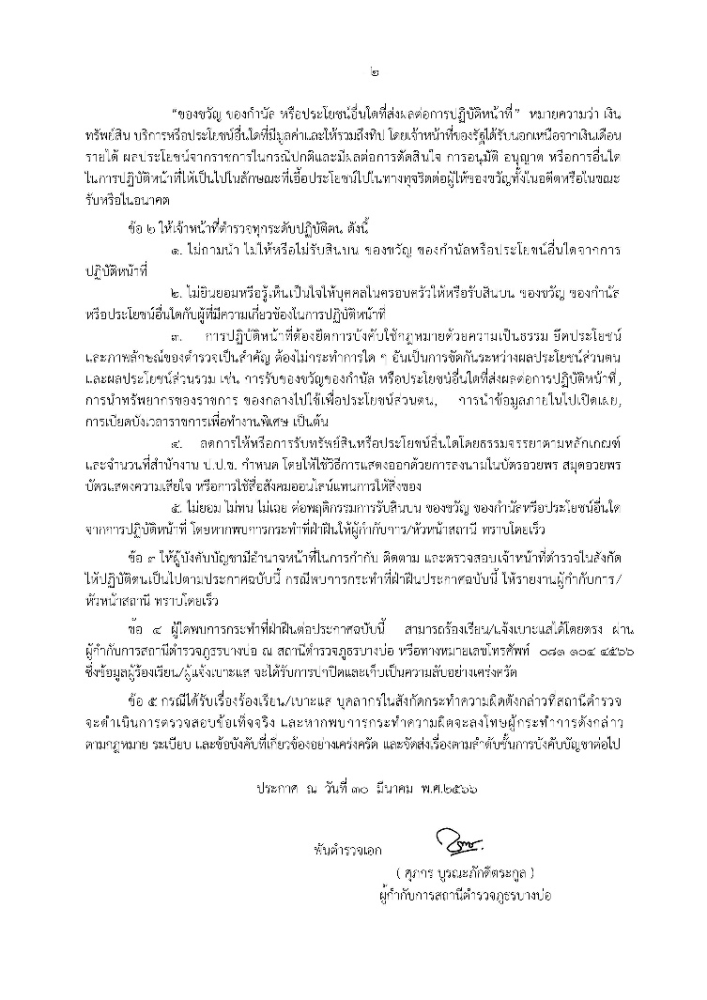 ๒
“ของขวัญ ของกำนัล หรือประโยชน์อื่นใดที่ส่งผลต่อการปฏิบัติหน้าที่” หมายความว่า เงิน
ทรัพย์สิน บริการหรือประโยชน์อื่นใดที่มีมูลค่าและให้รวมถึงทิป โดยเจ้าหน้าที่ของรัฐได้รับนอกเหนือจากเงินเดือน
รายได้ ผลประโยชน์จากราชการในกรณีปกติและมีผลต่อการตัดสินใจ การอนุมัติ อนุญาต หรือการอื่นใด
ในการปฏิบัติหน้าที่ให้เป็นไปในลักษณะที่เอื้อประโยชน์ไปในทางทุจริตต่อผู้ให้ของขวัญทั้งในอดีตหรือในขณะ
รับหรือในอนาคต
ข้อ ๒ ให้เจ้าหน้าที่ตำรวจทุกระดับปฏิบัติตน ดังนี้
๑. ไม่ถามนำ ไม่ให้หรือไม่รับสินบน ของขวัญ ของกำนัลหรือประโยชน์อื่นใดจากการ
ปฏิบัติหน้าที่
๒. ไม่ยินยอมหรือรู้เห็นเป็นใจให้บุคคลในครอบครัวให้หรือรับสินบน ของขวัญ ของกำนัล
หรือประโยชน์อื่นใดกับผู้ที่มีความเกี่ยวข้องในการปฏิบัติหน้าที่
๓. การปฏิบัติหน้าที่ต้องยึดการบังคับใช้กฎหมายด้วยความเป็นธรรม ยึดประโยชน์
และภาพลักษณ์ของตำรวจเป็นสำคัญ ต้องไม่กระทำการใด ๆ อันเป็นการขัดกันระหว่างผลประโยชน์ส่วนตน
และผลประโยชน์ส่วนรวม เช่น การรับของขวัญของกำนัล หรือประโยชน์อื่นใดที่ส่งผลต่อการปฏิบัติหน้าที่,
การนำทรัพยากรของราชการ ของกลางไปใช้เพื่อประโยชน์ส่วนตน, การนำข้อมูลภายในไปเปิดเผย,
การเบียดบังเวลาราชการเพื่อทำงานพิเศษ เป็นต้น
๔. ลดการให้หรือการรับทรัพย์สินหรือประโยชน์อื่นใดโดยธรรมจรรยาตามหลักเกณฑ์
และจำนวนที่สำนักงาน ป.ป.ช. กำหนด โดยให้ใช้วิธีการแสดงออกด้วยการลงนามในบัตรอวยพร สมุดอวยพร
บัตรแสดงความเสียใจ หรือการใช้สื่อสังคมออนไลน์แทนการให้สิ่งของ
๕. ไม่ยอม ไม่ทน ไม่เฉย ต่อพฤติกรรมการรับสินบน ของขวัญ ของกำนัลหรือประโยชน์อื่นใด
จากการปฏิบัติหน้าที่ โดยหากพบการกระทำที่ฝ่าฝืนให้ผู้กำกับการ/หัวหน้าสถานี ทราบโดยเร็ว
ข้อ ๓ ให้ผู้บังคับบัญชามีอำนาจหน้าที่ในการกำกับ ติดตาม และตรวจสอบเจ้าหน้าที่ตำรวจในสังกัด
ให้ปฏิบัติตนเป็นไปตามประกาศฉบับนี้ กรณีพบการกระทำที่ฝ่าฝืนประกาศฉบับนี้ ให้รายงานผู้กำกับการ/
หัวหน้าสถานี ทราบโดยเร็ว
ข้อ ๔ ผู้ใดพบการกระทำที่ฝ่าฝืนต่อประกาศฉบับนี้ สามารถร้องเรียน/แจ้งเบาะแสได้โดยตรง ผ่าน
ผู้กำกับการสถานีตำรวจภูธรบางบ่อ ณ สถานีตำรวจภูธรบางบ่อ หรือทางหมายเลขโทรศัพท์ ๐๘๑ ๑๐๔ ๔๕๖๖
ซึ่งข้อมูลผู้ร้องเรียน/ผู้แจ้งเบาะแส จะได้รับการปกปิดและเก็บเป็นความลับอย่างเคร่งครัด
ข้อ ๕ กรณีได้รับเรื่องร้องเรียน/เบาะแส บุคลากรในสังกัดกระทำความผิดดังกล่าวที่สถานีตำรวจ
จะดำเนินการตรวจสอบข้อเท็จจริง และหากพบการกระทำความผิดจะลงโทษผู้กระทำการดังกล่าว
ตามกฎหมาย ระเบียบ และข้อบังคับที่เกี่ยวข้องอย่างเคร่งครัด และจัดส่งเรื่องตามลำดับชั้นการบังคับบัญชาต่อไป
ประกาศ ณ วันที่ ๓๐ มีนาคม พ.ศ.๒๕๖๖
พันตำรวจเอก
( ศุภาร บูรณะภักดีตระกูล )
ผู้กำกับการสถานีตำรวจภูธรบางบ่อ